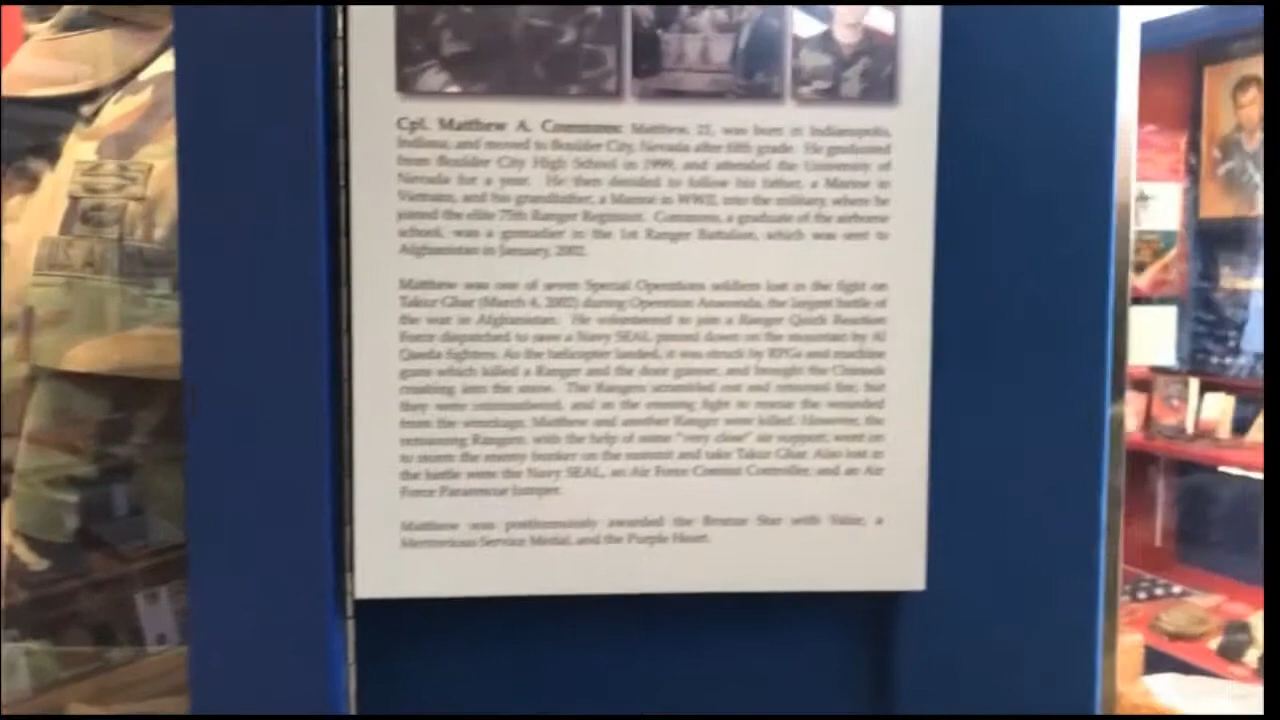 Cpl. Matthew A. Commons: Matthew, 21, was born in Indianapolis,
Indiana, and moved to Boulder City, Nevada after fifth grade. He graduated
from Boulder City High School in 1999, and attended the University of
Nevada for a year. He then decided to follow his father, a Marine in
Vietnam, and his grandfather, a Marine in WWII, into the military, where he
joined the elite 75th Ranger Regiment. Commons, a graduate of the airborne
school, was a grenadier in the 1st Ranger Battalion, which was sent to
Afghanistan in January, 2002.
Matthew was one of seven Special Operations soldiers lost in the fight on
Takur Ghar (March 4, 2002) during Operation Anaconda, the largest battle of
the war in Afghanistan. He volunteered to join a Ranger Quick Reaction
Force dispatched to save a Navy SEAL pinned down on the mountain by Al
Qaeda fighters. As the helicopter landed, it was struck by RPGs and machine
guns which killed a Ranger and the door gunner, and brought the Chinook
crashing into the snow. The Rangers scrambled out and returned fire, but
they were outnumbered, and in the ensuing fight to rescue the wounded
from the wreckage, Matthew and another Ranger were killed. However, the
remaining Rangers, with the help of some "very close" air support, went on
to storm the enemy bunker on the summit and take Takur Ghar. Also lost in
the battle were the Navy SEAL, an Air Force Combat Controller, and an Air
Force Pararescue Jumper.
Matthew was posthumously awarded the Bronze Star with Valor, a
Meritorious Service Medal, and the Purple Heart.